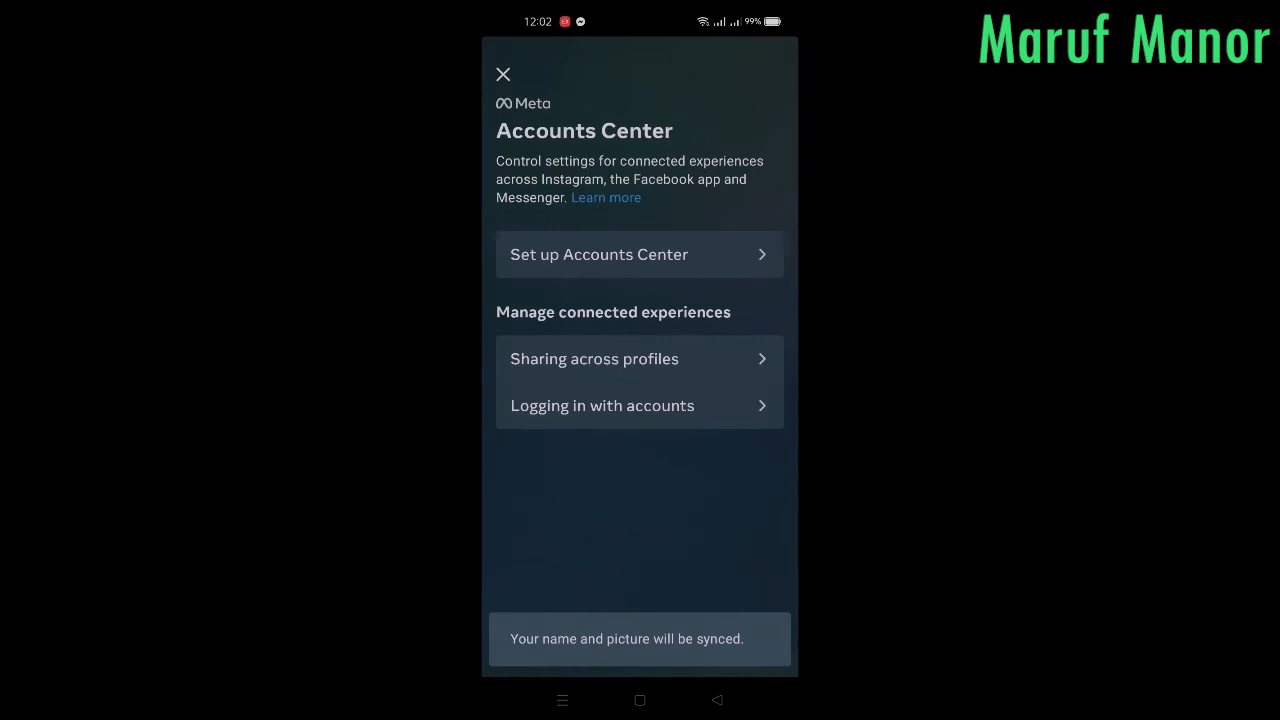 Maruf Manor
12:02
99%
Meta
Accounts Center
Control settings for connected experiences
across Instagram, the Facebook app and
Messenger. Learn more
Set up Accounts Center
Manage connected experiences
Sharing across profiles
Logging in with accounts
Your name and picture will be synced.